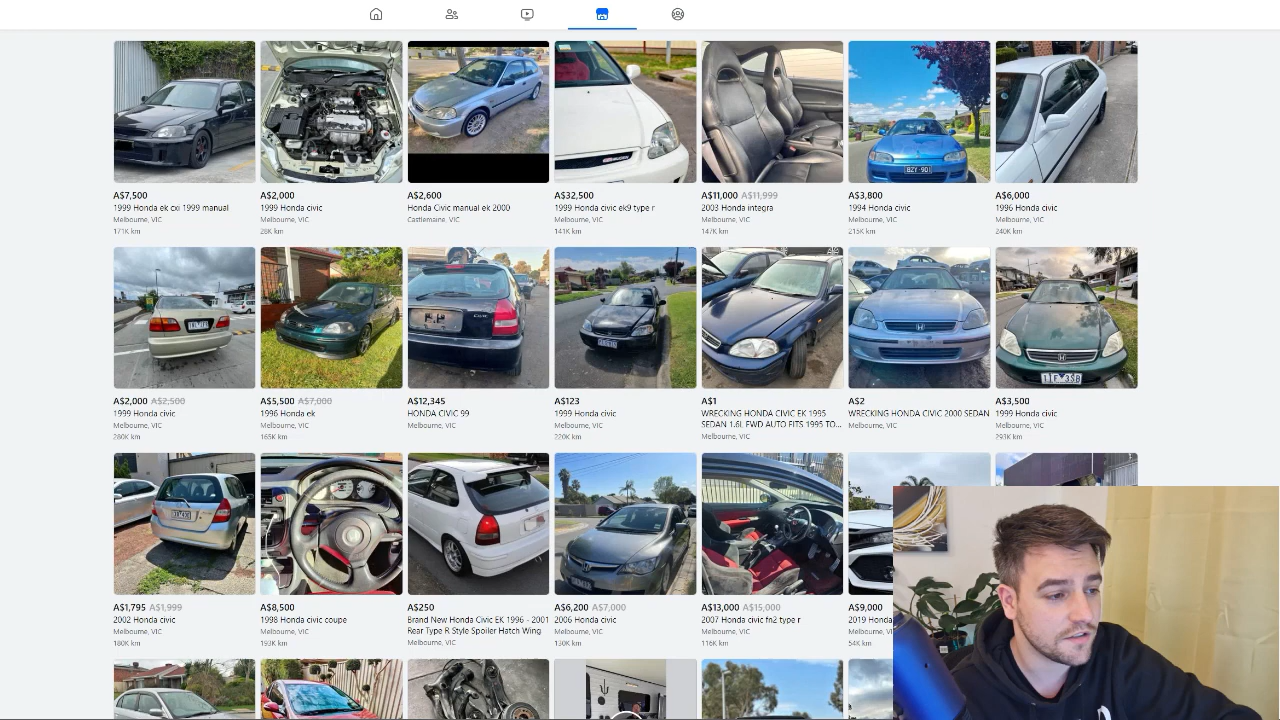 A$7,500
1999 Honda ek cxi 1999 manual
Melbourne, VIC
171K km
A$2,000
1999 Honda civic
Melbourne, VIC
28K km
A$2,600
Honda Civic manual ek 2000
Castlemaine, VIC
A$32,500
1999 Honda civic ek9 type r
Melbourne, VIC
141K km
A$11,000 A$11,999
2003 Honda integra
Melbourne, VIC
147K km
A$3,800
1994 Honda civic
Melbourne, VIC
215K km
A$6,000
1996 Honda civic
Melbourne, VIC
240K km
A$2,000 A$2,500
1999 Honda civic
Melbourne, VIC
280K km
A$5,500 A$7,000
1996 Honda ek
Melbourne, VIC
165K km
A$12,345
HONDA CIVIC 99
Melbourne, VIC
A$123
1999 Honda civic
Melbourne, VIC
220K km
A$1
WRECKING HONDA CIVIC EK 1995
SEDAN 1.6L FWD AUTO FITS 1995 TO...
Melbourne, VIC
A$2
WRECKING HONDA CIVIC 2000 SEDAN
Melbourne, VIC
A$3,500
1999 Honda civic
Melbourne, VIC
293K km
A$1,795 A$1,999
2002 Honda civic
Melbourne, VIC
180K km
A$8,500
1998 Honda civic coupe
Melbourne, VIC
193K km
A$250
Brand New Honda Civic EK 1996 - 2001
Rear Type R Style Spoiler Hatch Wing
Melbourne, VIC
A$6,200 A$7,000
2006 Honda civic
Melbourne, VIC
130K km
A$13,000 A$15,000
2007 Honda civic fn2 type r
Melbourne, VIC
116K km
A$9,000
2019 Honda
Melbourne, VI
54K km